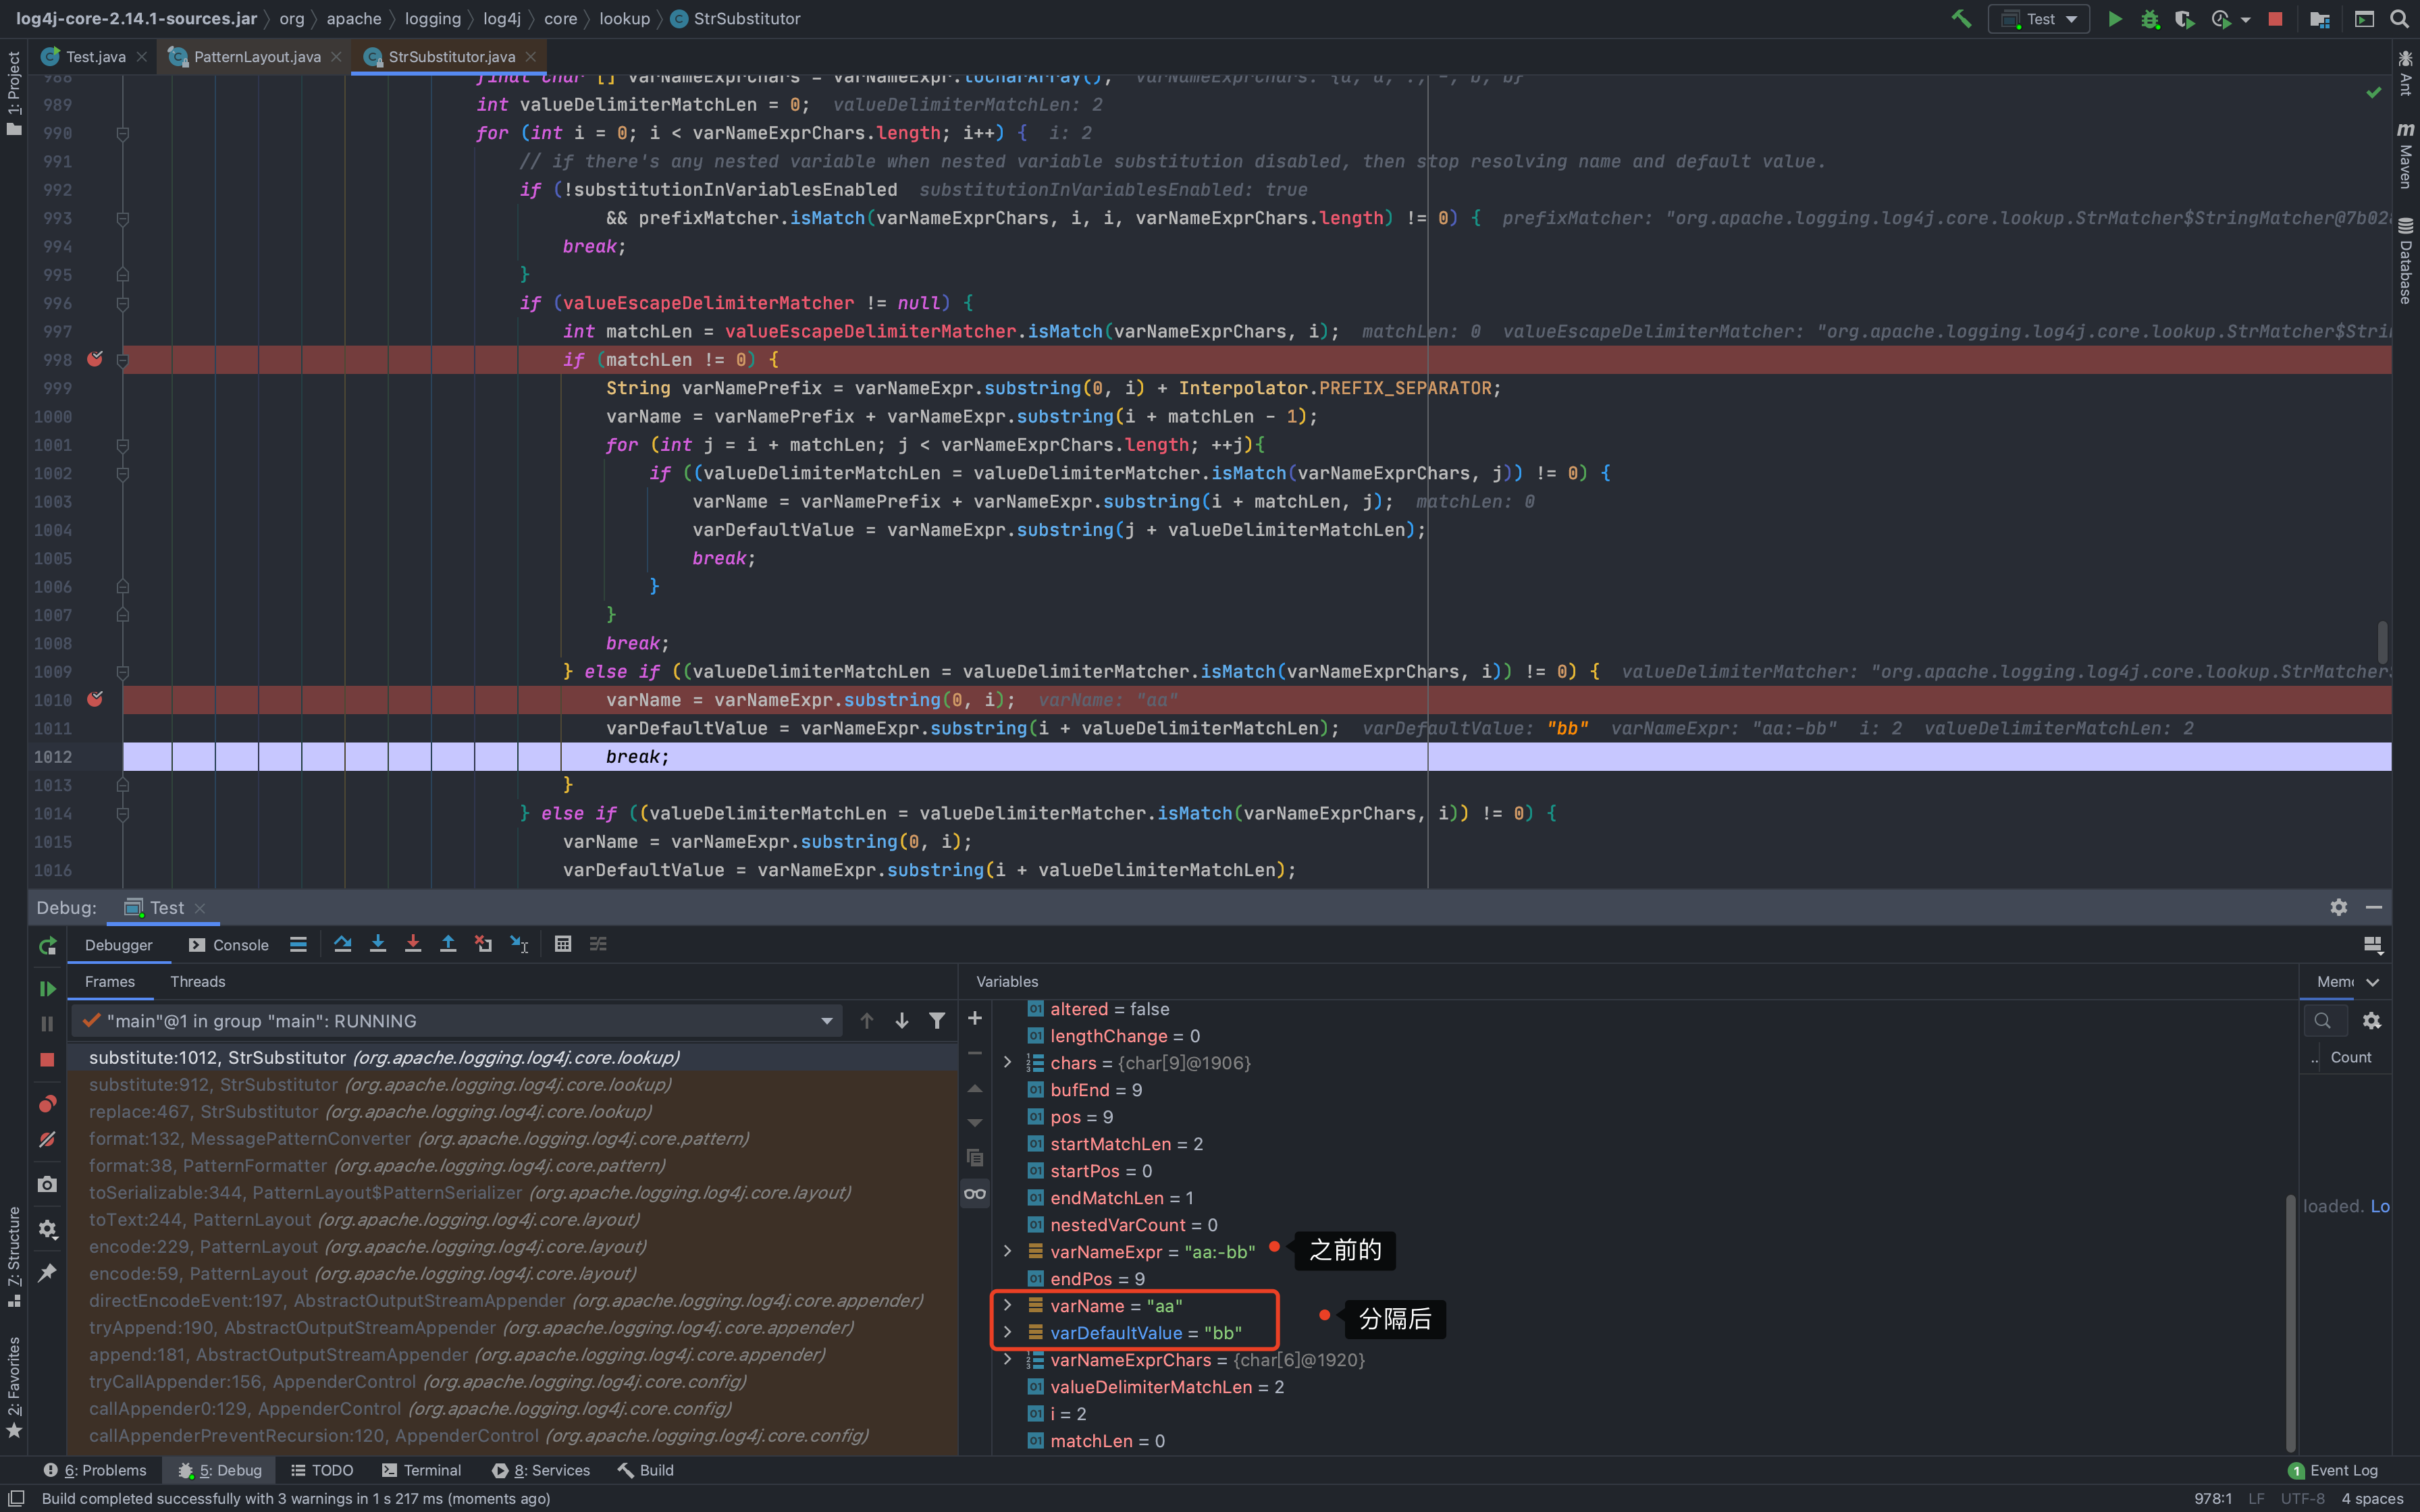 log4j-core-2.14.1-sources.jar 〉 org 〉 apache 〉 logging 〉 log4j 〉 core 〉 lookup 〉 StrSubstitutor
Test
1: Project
Test.java
PatternLayout.java
StrSubstitutor.java
989 int valueDelimiterMatchLen = 0; valueDelimiterMatchLen: 2
990 for (int i = 0; i < varNameExprChars.length; i++) { i: 2
991 // if there's any nested variable when nested variable substitution disabled, then stop resolving name and default value.
992 if (!substitutionInVariablesEnabled substitutionInVariablesEnabled: true
993 && prefixMatcher.isMatch(varNameExprChars, i, i, varNameExprChars.length) != 0) { prefixMatcher: "org.apache.logging.log4j.core.lookup.StrMatcher$StringMatcher@7b02
994 break;
995 }
996 if (valueEscapeDelimiterMatcher != null) {
997 int matchLen = valueEscapeDelimiterMatcher.isMatch(varNameExprChars, i); matchLen: 0 valueEscapeDelimiterMatcher: "org.apache.logging.log4j.core.lookup.StrMatcher$Stri
998 if (matchLen != 0) {
999 String varNamePrefix = varNameExpr.substring(0, i) + Interpolator.PREFIX_SEPARATOR;
1000 varName = varNamePrefix + varNameExpr.substring(i + matchLen - 1);
1001 for (int j = i + matchLen; j < varNameExprChars.length; ++j){
1002 if ((valueDelimiterMatchLen = valueDelimiterMatcher.isMatch(varNameExprChars, j)) != 0) {
1003 varName = varNamePrefix + varNameExpr.substring(i + matchLen, j); matchLen: 0
1004 varDefaultValue = varNameExpr.substring(j + valueDelimiterMatchLen);
1005 break;
1006 }
1007 }
1008 break;
1009 } else if ((valueDelimiterMatchLen = valueDelimiterMatcher.isMatch(varNameExprChars, i)) != 0) { valueDelimiterMatcher: "org.apache.logging.log4j.core.lookup.StrMatcher
1010 varName = varNameExpr.substring(0, i); varName: "aa"
1011 varDefaultValue = varNameExpr.substring(i + valueDelimiterMatchLen); varDefaultValue: "bb" varNameExpr: "aa:-bb" i: 2 valueDelimiterMatchLen: 2
1012 break;
1013 }
1014 } else if ((valueDelimiterMatchLen = valueDelimiterMatcher.isMatch(varNameExprChars, i)) != 0) {
1015 varName = varNameExpr.substring(0, i);
1016 varDefaultValue = varNameExpr.substring(i + valueDelimiterMatchLen);
Ant
Maven
Database
Debug: Test
Debugger
Console
Frames
Threads
"main"@1 in group "main": RUNNING
substitute:1012, StrSubstitutor (org.apache.logging.log4j.core.lookup)
substitute:912, StrSubstitutor (org.apache.logging.log4j.core.lookup)
replace:467, StrSubstitutor (org.apache.logging.log4j.core.lookup)
format:132, MessagePatternConverter (org.apache.logging.log4j.core.pattern)
format:38, PatternFormatter (org.apache.logging.log4j.core.pattern)
toSerializable:344, PatternLayout$PatternSerializer (org.apache.logging.log4j.core.layout)
toText:244, PatternLayout (org.apache.logging.log4j.core.layout)
encode:229, PatternLayout (org.apache.logging.log4j.core.layout)
encode:59, PatternLayout (org.apache.logging.log4j.core.layout)
directEncodeEvent:197, AbstractOutputStreamAppender (org.apache.logging.log4j.core.appender)
tryAppend:190, AbstractOutputStreamAppender (org.apache.logging.log4j.core.appender)
append:181, AbstractOutputStreamAppender (org.apache.logging.log4j.core.appender)
tryCallAppender:156, AppenderControl (org.apache.logging.log4j.core.config)
callAppender0:129, AppenderControl (org.apache.logging.log4j.core.config)
callAppenderPreventRecursion:120, AppenderControl (org.apache.logging.log4j.core.config)
Variables
altered = false
lengthChange = 0
chars = {char[9]@1906}
bufEnd = 9
pos = 9
startMatchLen = 2
startPos = 0
endMatchLen = 1
nestedVarCount = 0
varNameExpr = "aa:-bb" 之前的
endPos = 9
varName = "aa"
varDefaultValue = "bb"
分隔后
varNameExprChars = {char[6]@1920}
valueDelimiterMatchLen = 2
i = 2
matchLen = 0
Mem
Count
loaded. Lo
7: Structure
2: Favorites
6: Problems
5: Debug
TODO
Terminal
8: Services
Build
1 Event Log
Build completed successfully with 3 warnings in 1 s 217 ms (moments ago)
978:1 LF UTF-8 4 spaces